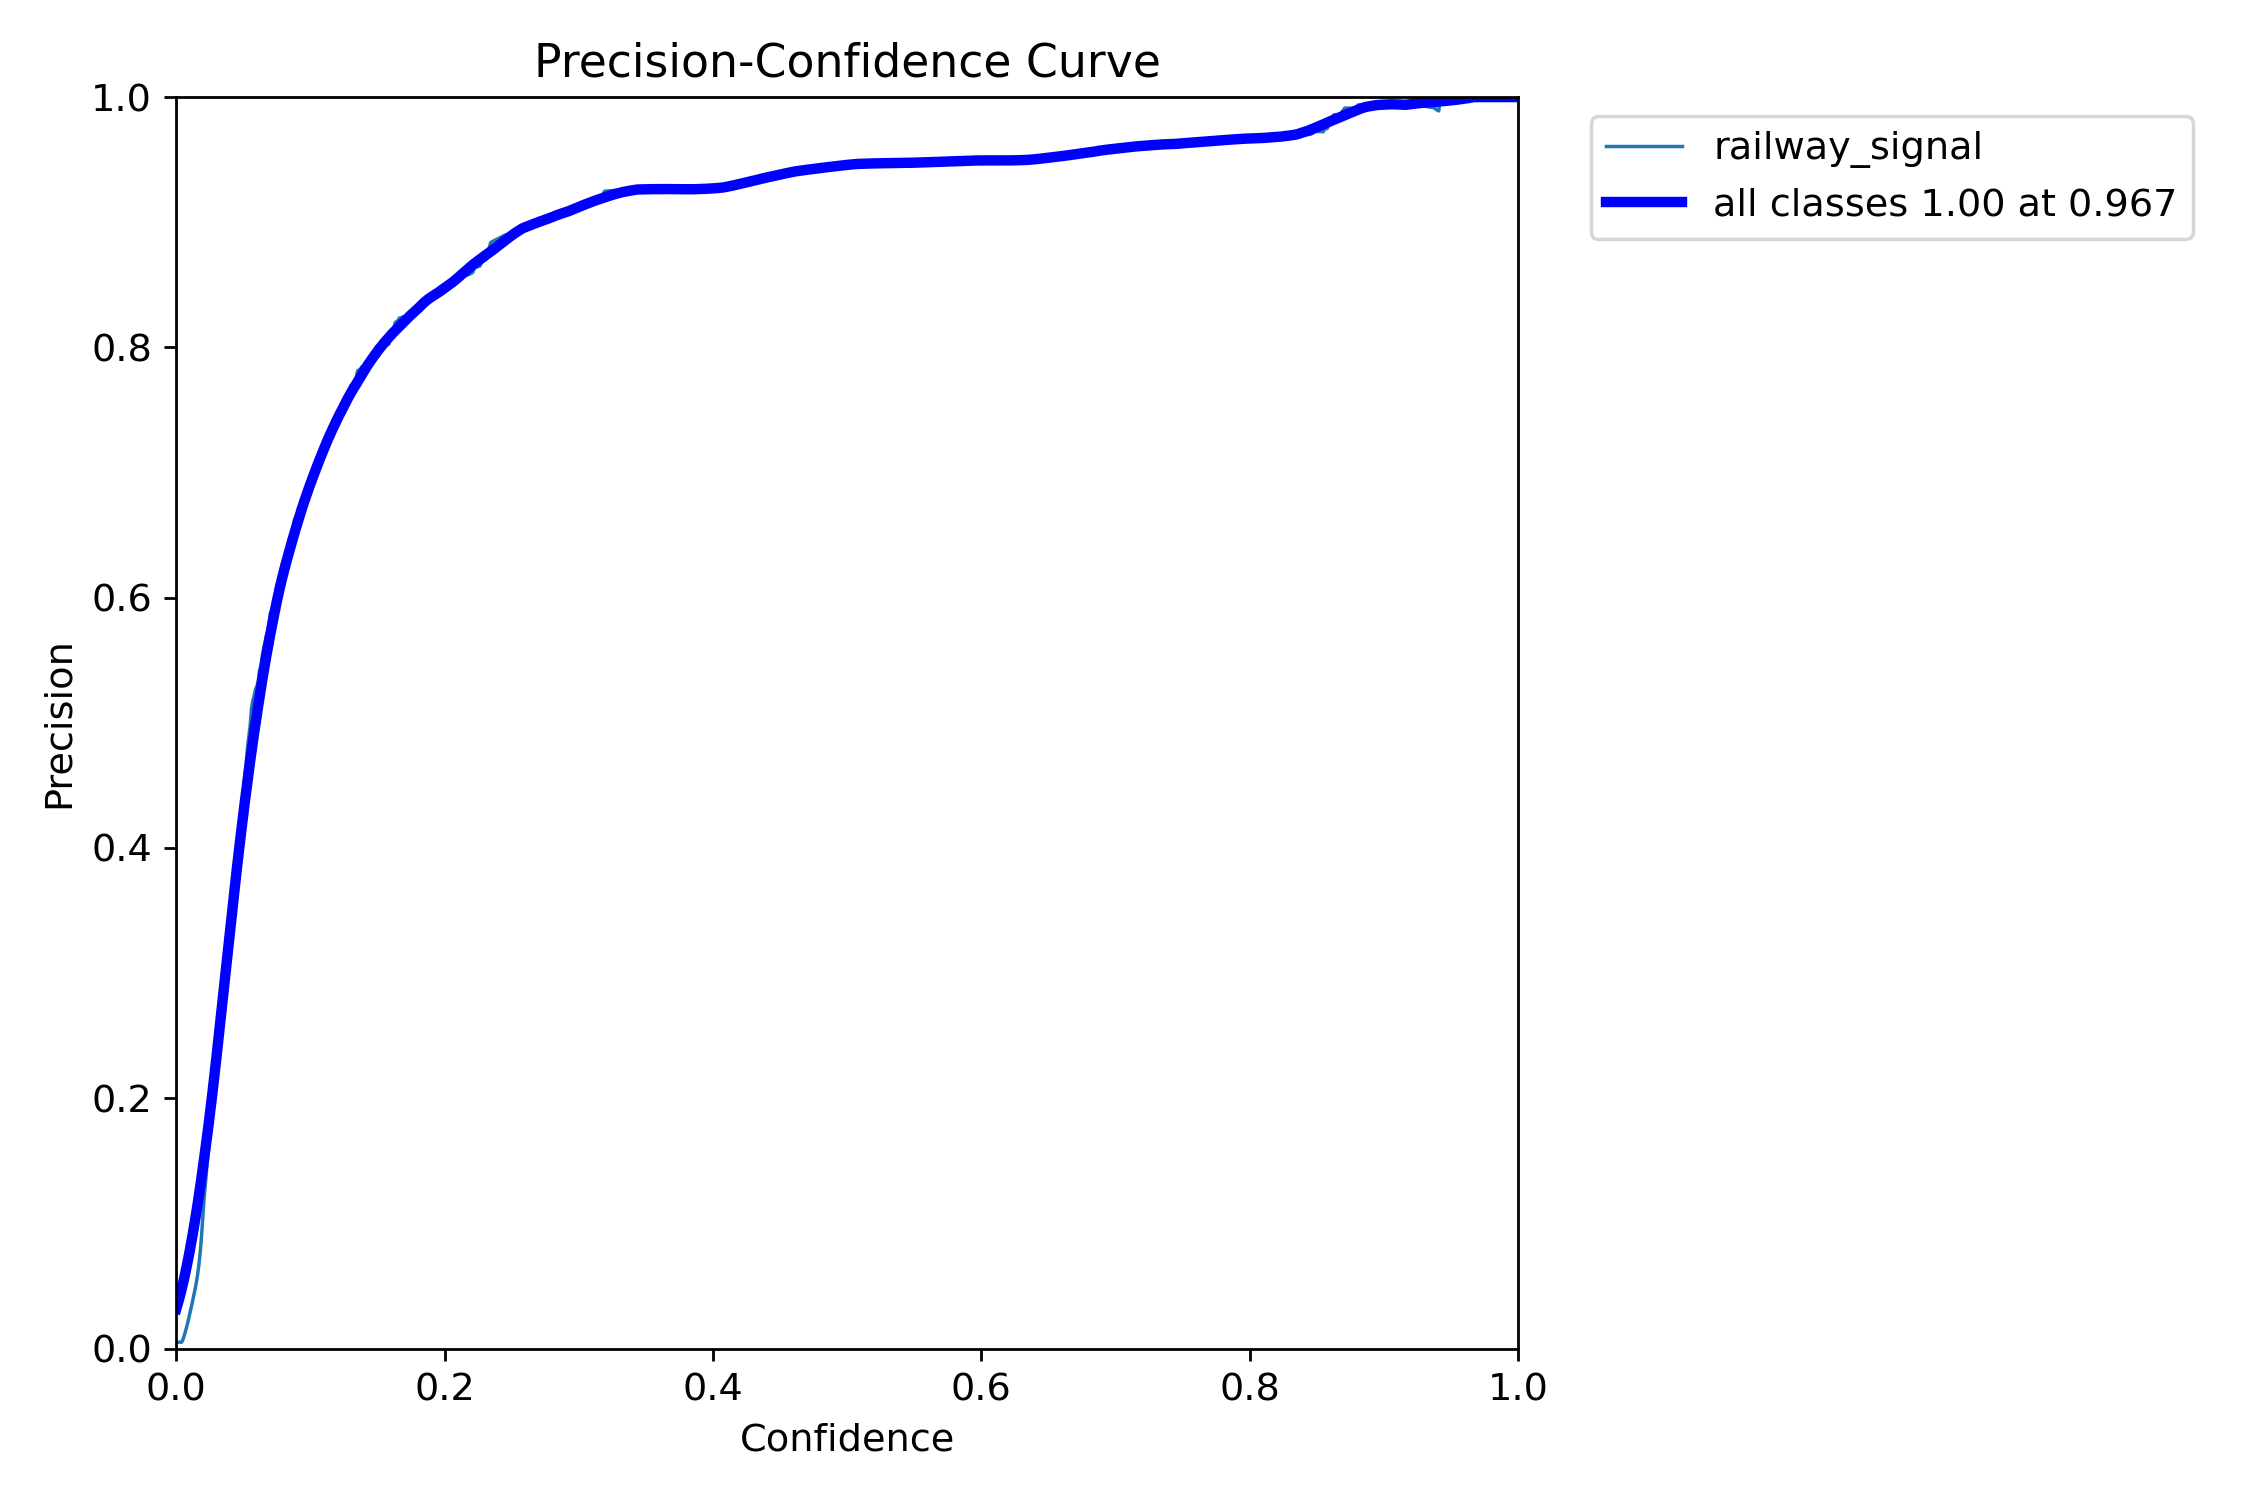 Precision-Confidence Curve
1.0
0.8
0.6
0.4
0.2
0.0
Precision
0.0 0.2 0.4 0.6 0.8 1.0
Confidence
railway_signal
all classes 1.00 at 0.967